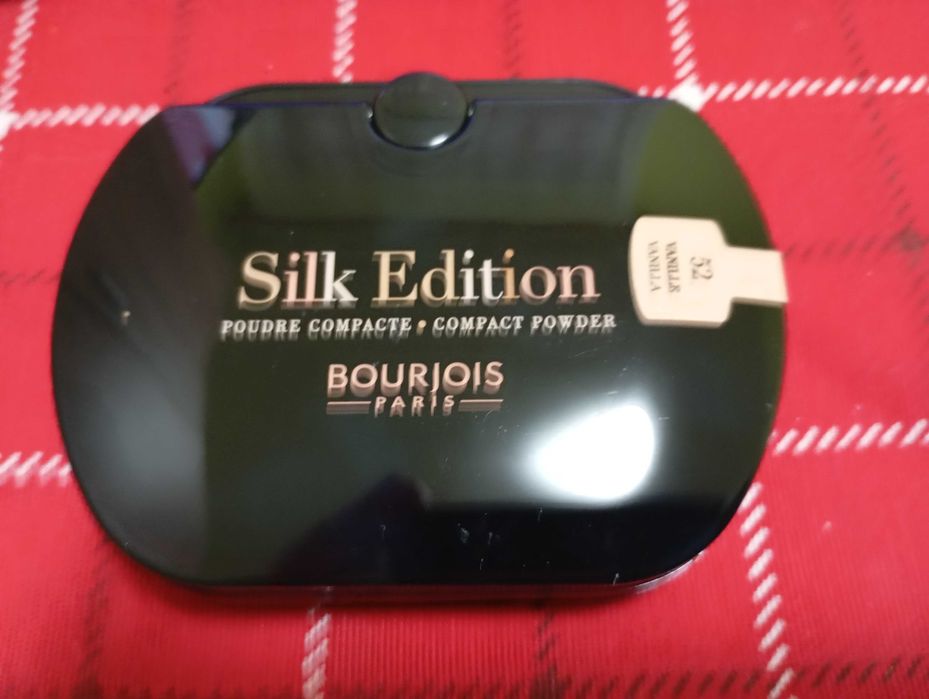 Silk Edition
POUDRE COMPACTE • COMPACT POWDER
BOURJOIS
PARIS
52
VANILLE
VANILLA